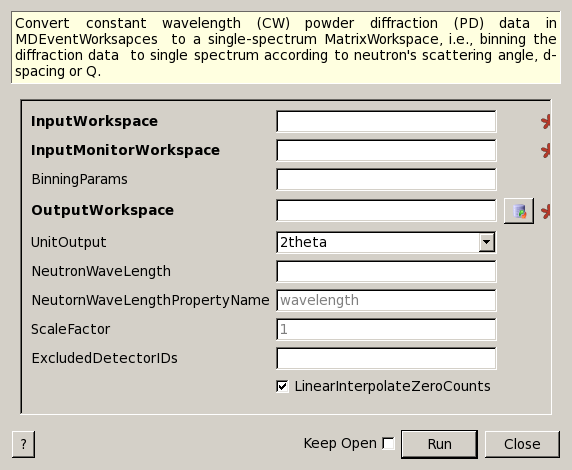 Convert constant wavelength (CW) powder diffraction (PD) data in
MDEventWorksapces to a single-spectrum MatrixWorkspace, i.e., binning the
diffraction data to single spectrum according to neutron's scattering angle, d-
spacing or Q.
InputWorkspace
InputMonitorWorkspace
BinningParams
OutputWorkspace
UnitOutput 2theta
NeutronWaveLength
NeutornWaveLengthPropertyName wavelength
ScaleFactor 1
ExcludedDetectorIDs
LinearInterpolateZeroCounts
? Keep Open Run Close